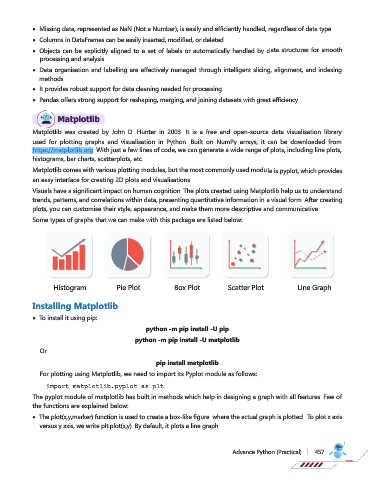 • Missing data, represented as NaN (Not a Number), is easily and efficiently handled, regardless of data type
• Columns in DataFrames can be easily inserted, modified, or deleted
• Objects can be explicitly aligned to a set of labels or automatically handled by data structures for smooth
processing and analysis
• Data organisation and labelling are effectively managed through intelligent slicing, alignment, and indexing
methods
• It provides robust support for data cleaning needed for processing
• Pandas offers strong support for reshaping, merging, and joining datasets with great efficiency
Matplotlib
Matplotlib was created by John D Hunter in 2003 It is a free and open-source data visualisation library
used for plotting graphs and visualisation in Python Built on NumPy arrays, it can be downloaded from
https://matplotlib.org With just a few lines of code, we can generate a wide range of plots, including line plots,
histograms, bar charts, scatterplots, etc
Matplotlib comes with various plotting modules, but the most commonly used module is pyplot, which provides
an easy interface for creating 2D plots and visualisations
Visuals have a significant impact on human cognition The plots created using Matplotlib help us to understand
trends, patterns, and correlations within data, presenting quantitative information in a visual form After creating
plots, you can customise their style, appearance, and make them more descriptive and communicative
Some types of graphs that we can make with this package are listed below:
Histogram Pie Plot Box Plot Scatter Plot Line Graph
Installing Matplotlib
• To install it using pip:
python -m pip install -U pip
python -m pip install -U matplotlib
Or
pip install matplotlib
For plotting using Matplotlib, we need to import its Pyplot module as follows:
import matplotlib.pyplot as plt
The pyplot module of matplotlib has built in methods which help in designing a graph with all features Few of
the functions are explained below:
• The plot(x,y,marker) function is used to create a box-like figure where the actual graph is plotted To plot x axis
versus y axis, we write plt.plot(x,y) By default, it plots a line graph
Advance Python (Practical) 457